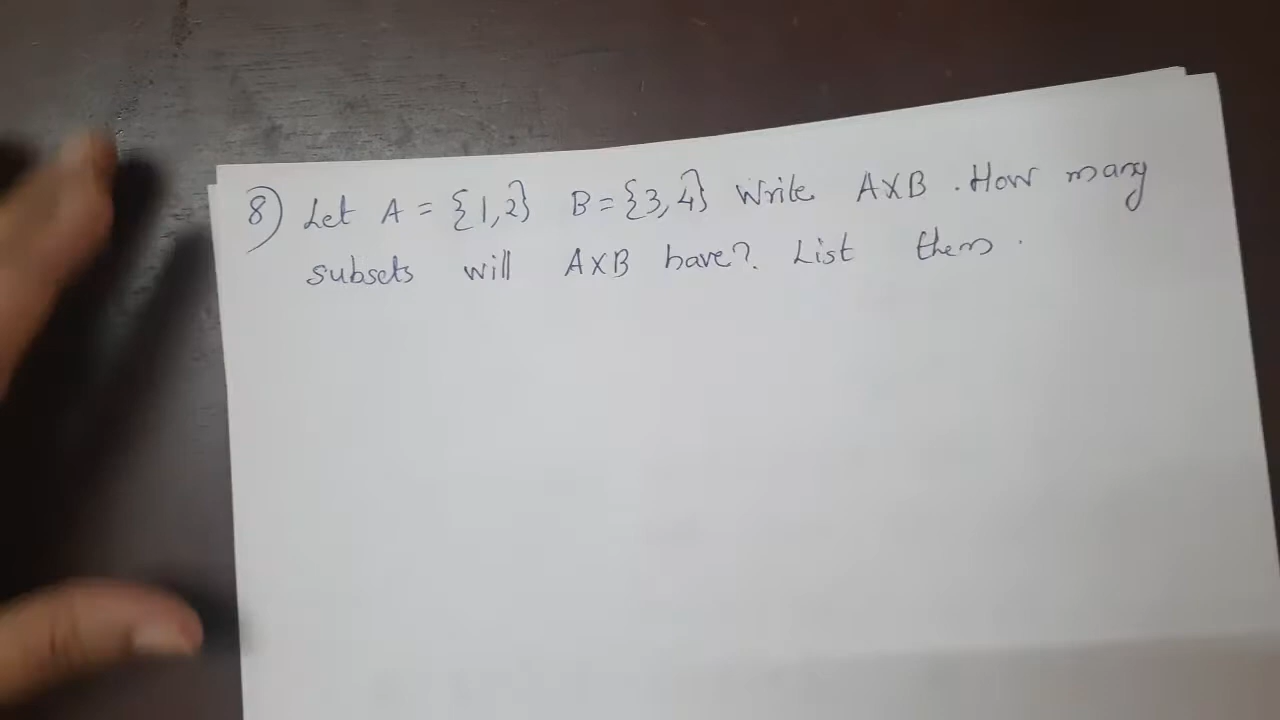 8) Let A = {1,2} B = {3,4} Write A×B . How many
subsets will A×B have? List them .